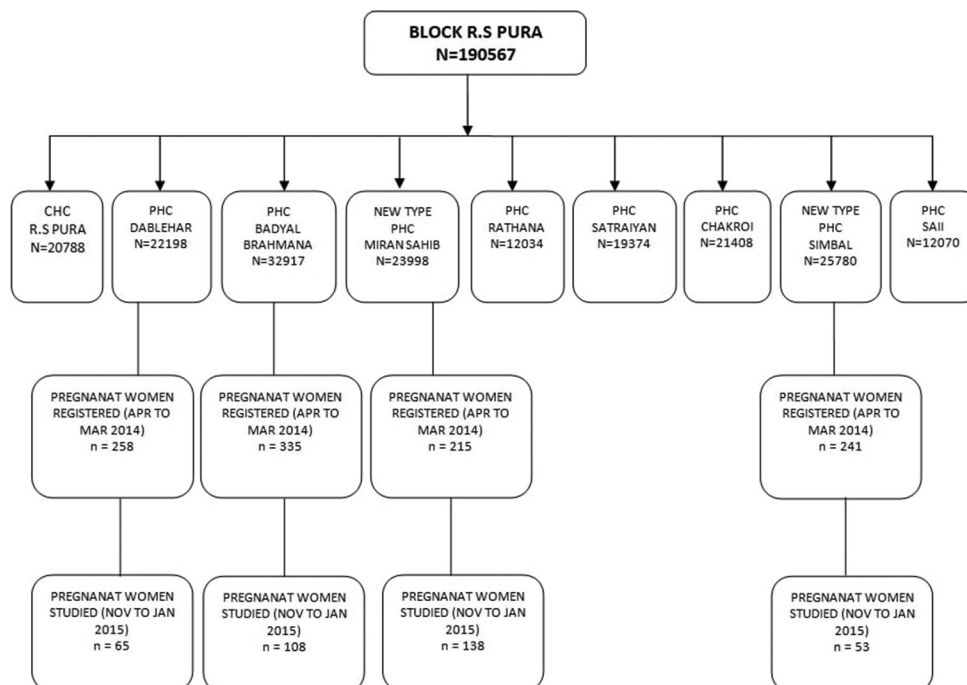 BLOCK R.S PURA
N=190567
CHC
R.S PURA
N=20788
PHC
DABLEHAR
N=22198
PHC
BADYAL
BRAHMANA
N=32917
NEW TYPE
PHC
MIRAN SAHIB
N=23998
PHC
RATHANA
N=12034
PHC
SATRAIYAN
N=19374
PHC
CHAKROI
N=21408
NEW TYPE
PHC
SIMBAL
N=25780
PHC
SAII
N=12070
PREGNANAT WOMEN
REGISTERED (APR TO
MAR 2014)
n = 258
PREGNANAT WOMEN
REGISTERED (APR TO
MAR 2014)
n = 335
PREGNANAT WOMEN
REGISTERED (APR TO
MAR 2014)
n = 215
PREGNANAT WOMEN
REGISTERED (APR TO
MAR 2014)
n = 241
PREGNANAT WOMEN
STUDIED (NOV TO JAN
2015)
n = 65
PREGNANAT WOMEN
STUDIED (NOV TO JAN
2015)
n = 108
PREGNANAT WOMEN
STUDIED (NOV TO JAN
2015)
n = 138
PREGNANAT WOMEN
STUDIED (NOV TO JAN
2015)
n = 53